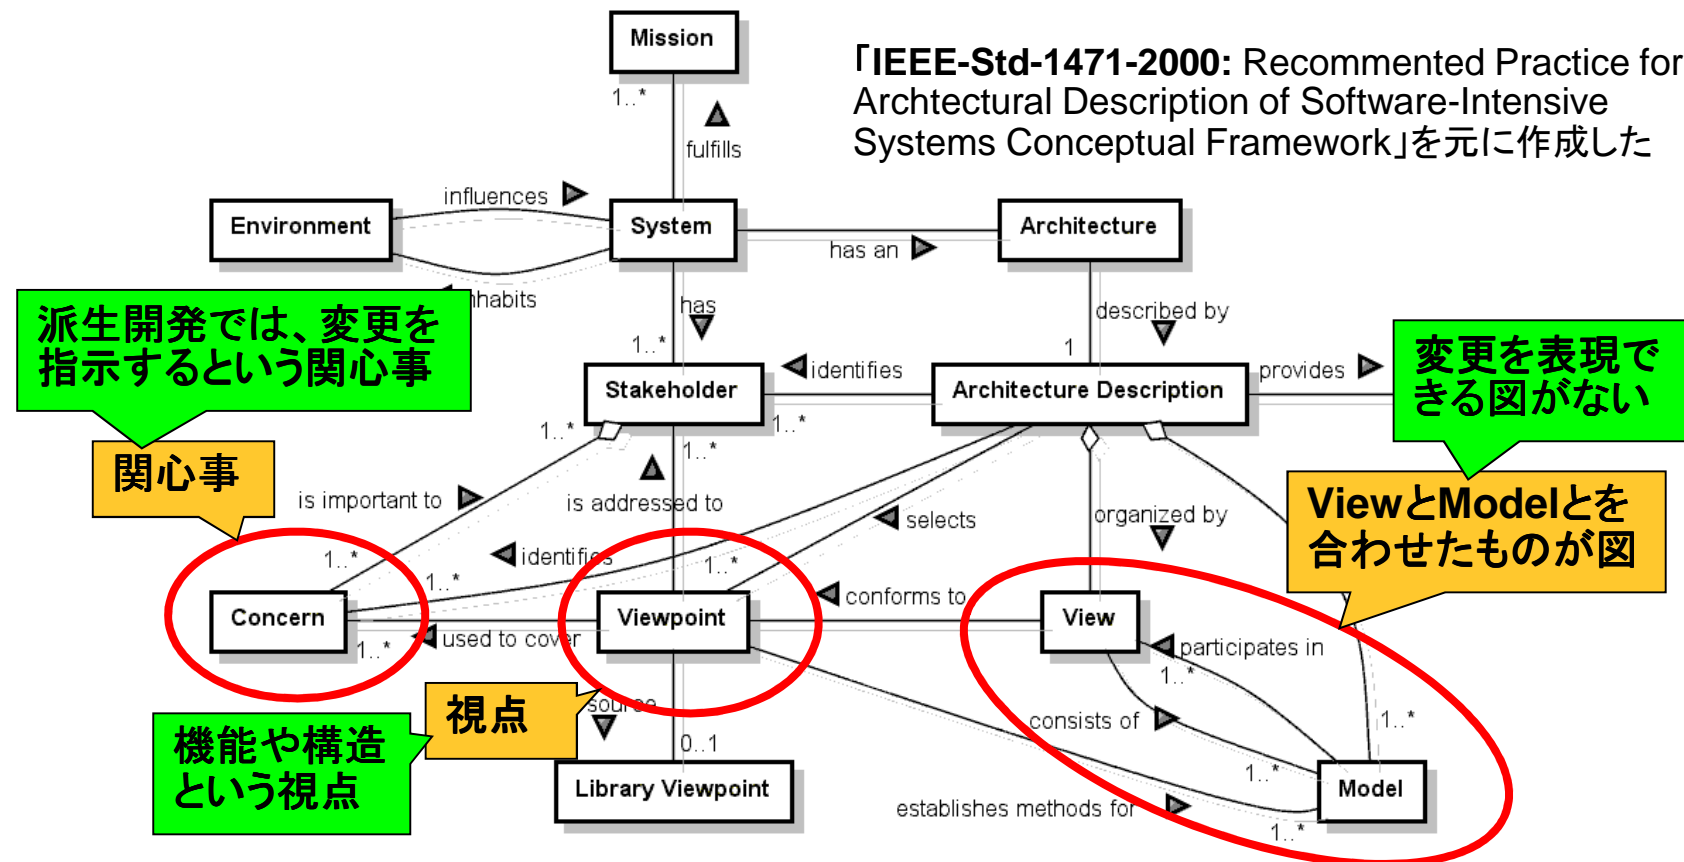 Mission
「IEEE-Std-1471-2000: Recommented Practice for
Archtectural Description of Software-Intensive
Systems Conceptual Framework」を元に作成した
1..*
fulfills
influences
Environment
System
Architecture
has an
nhabits
has
described by
派生開発では、変更を
指示するという関心事
1..*
1
変更を表現で
きる図がない
identifies
provides
Stakeholder
Architecture Description
1..*
1..*
1..*
関心事
is important to
is addressed to
selects
organized by
ViewとModelとを
合わせたものが図
1..*
identifies
1..*
1..*
Concern
Viewpoint
conforms to
View
1..*
used to cover
participates in
1..*
視点
source
consists of
1..*
機能や構造
という視点
0..1
1..*
Library Viewpoint
Model
establishes methods for
1..*